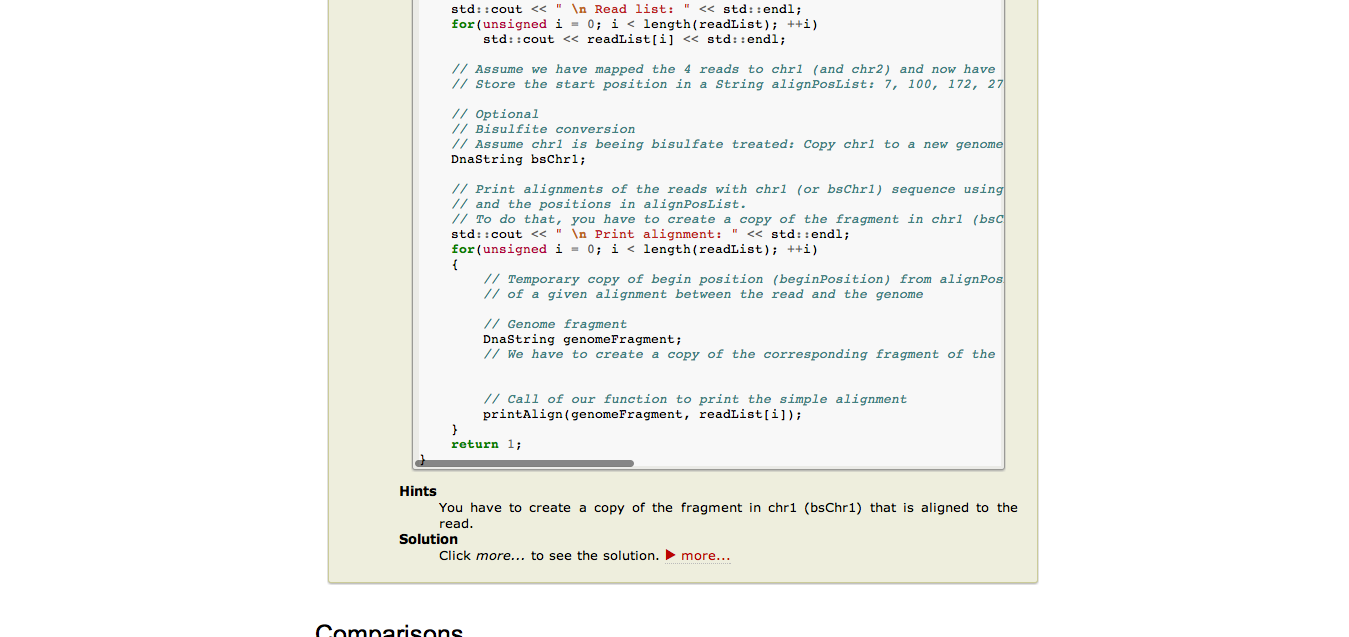 std::cout << " \n Read list: " << std::endl;
for(unsigned i = 0; i < length(readList); ++i)
std::cout << readList[i] << std::endl;
// Assume we have mapped the 4 reads to chr1 (and chr2) and now have
// Store the start position in a String alignPosList: 7, 100, 172, 27
// Optional
// Bisulfite conversion
// Assume chr1 is beeing bisulfate treated: Copy chr1 to a new genome
DnaString bsChr1;
// Print alignments of the reads with chr1 (or bsChr1) sequence using
// and the positions in alignPosList.
// To do that, you have to create a copy of the fragment in chr1 (bsC
std::cout << " \n Print alignment: " << std::endl;
for(unsigned i = 0; i < length(readList); ++i)
{
// Temporary copy of begin position (beginPosition) from alignPos
// of a given alignment between the read and the genome
// Genome fragment
DnaString genomeFragment;
// We have to create a copy of the corresponding fragment of the
// Call of our function to print the simple alignment
printAlign(genomeFragment, readList[i]);
}
return 1;
}
Hints
You have to create a copy of the fragment in chr1 (bsChr1) that is aligned to the
read.
Solution
Click more... to see the solution. ▶ more...
Comparisons